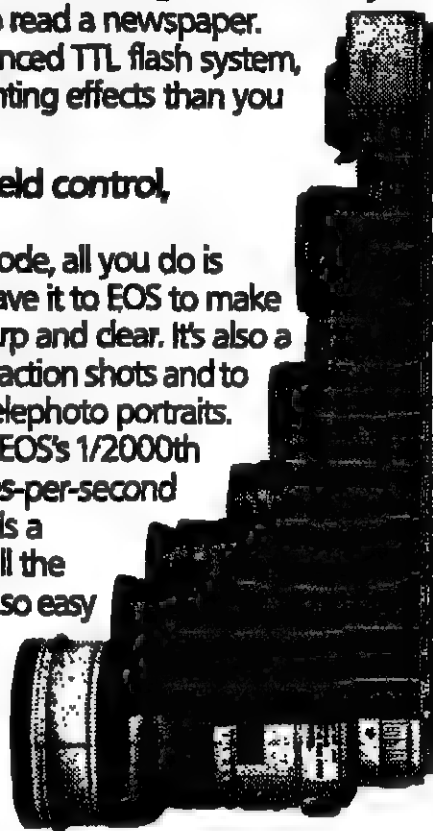 o read a newspaper.
nced TTL flash system,
nting effects than you
eld control,
ode, all you do is
ave it to EOS to make
rp and clear. It's also a
action shots and to
elephoto portraits.
EOS's 1/2000th
s-per-second
is a
ll the
so easy